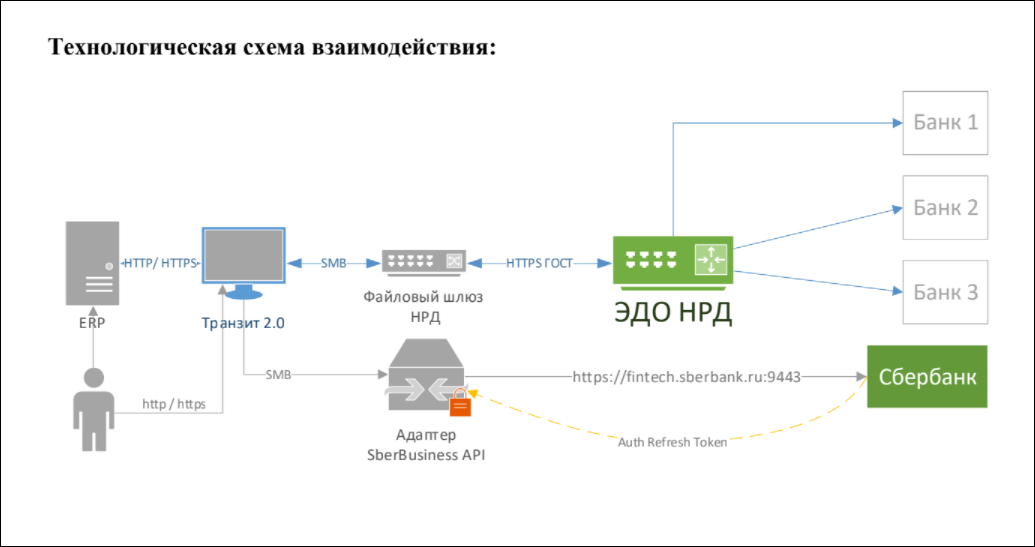 Технологическая схема взаимодействия:
Банк 1
Банк 2
HTTP/ HTTPS
SMB
HTTPS ГОСТ
Банк 3
Файловый шлюз
НРД
ЭДО НРД
ERP
Транзит 2.0
SMB
https://fintech.sberbank.ru:9443
Сбербанк
http / https
Адаптер
SberBusiness API
Auth Refresh Token